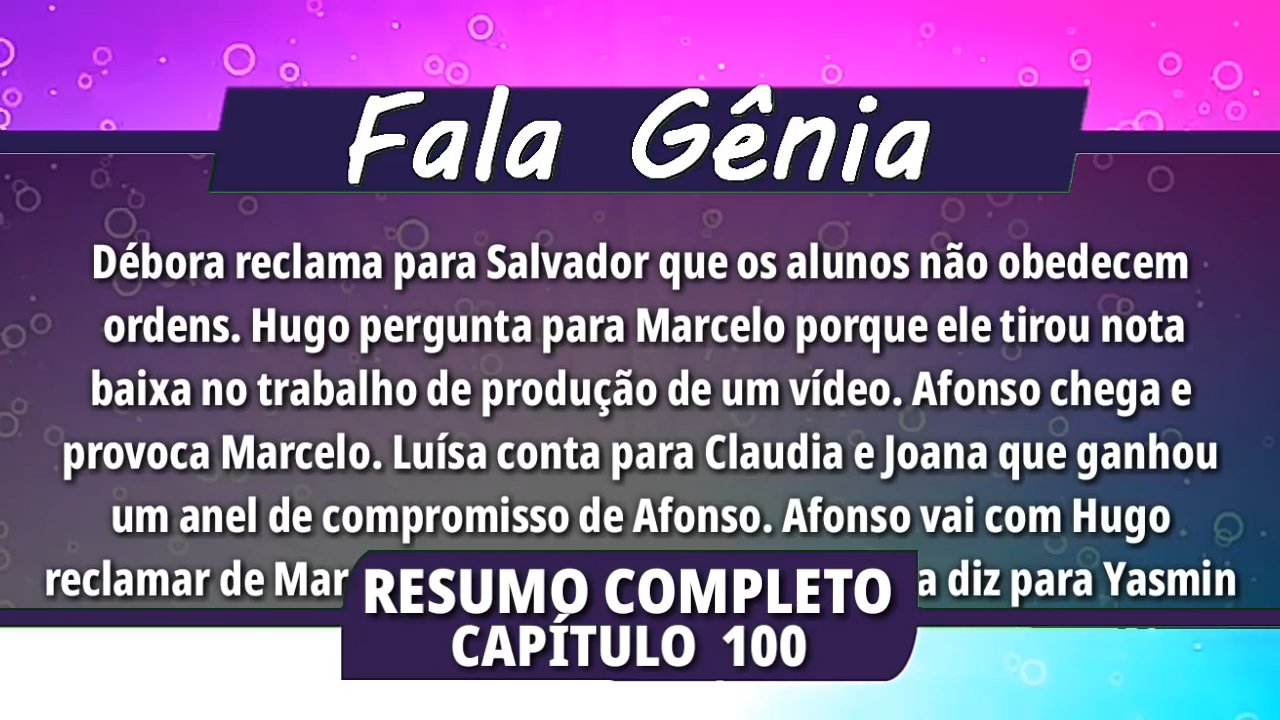 Fala Gênia
Débora reclama para Salvador que os alunos não obedecem
ordens. Hugo pergunta para Marcelo porque ele tirou nota
baixa no trabalho de produção de um vídeo. Afonso chega e
provoca Marcelo. Luísa conta para Claudia e Joana que ganhou
um anel de compromisso de Afonso. Afonso vai com Hugo
reclamar de Mar a diz para Yasmin
RESUMO COMPLETO
CAPÍTULO 100